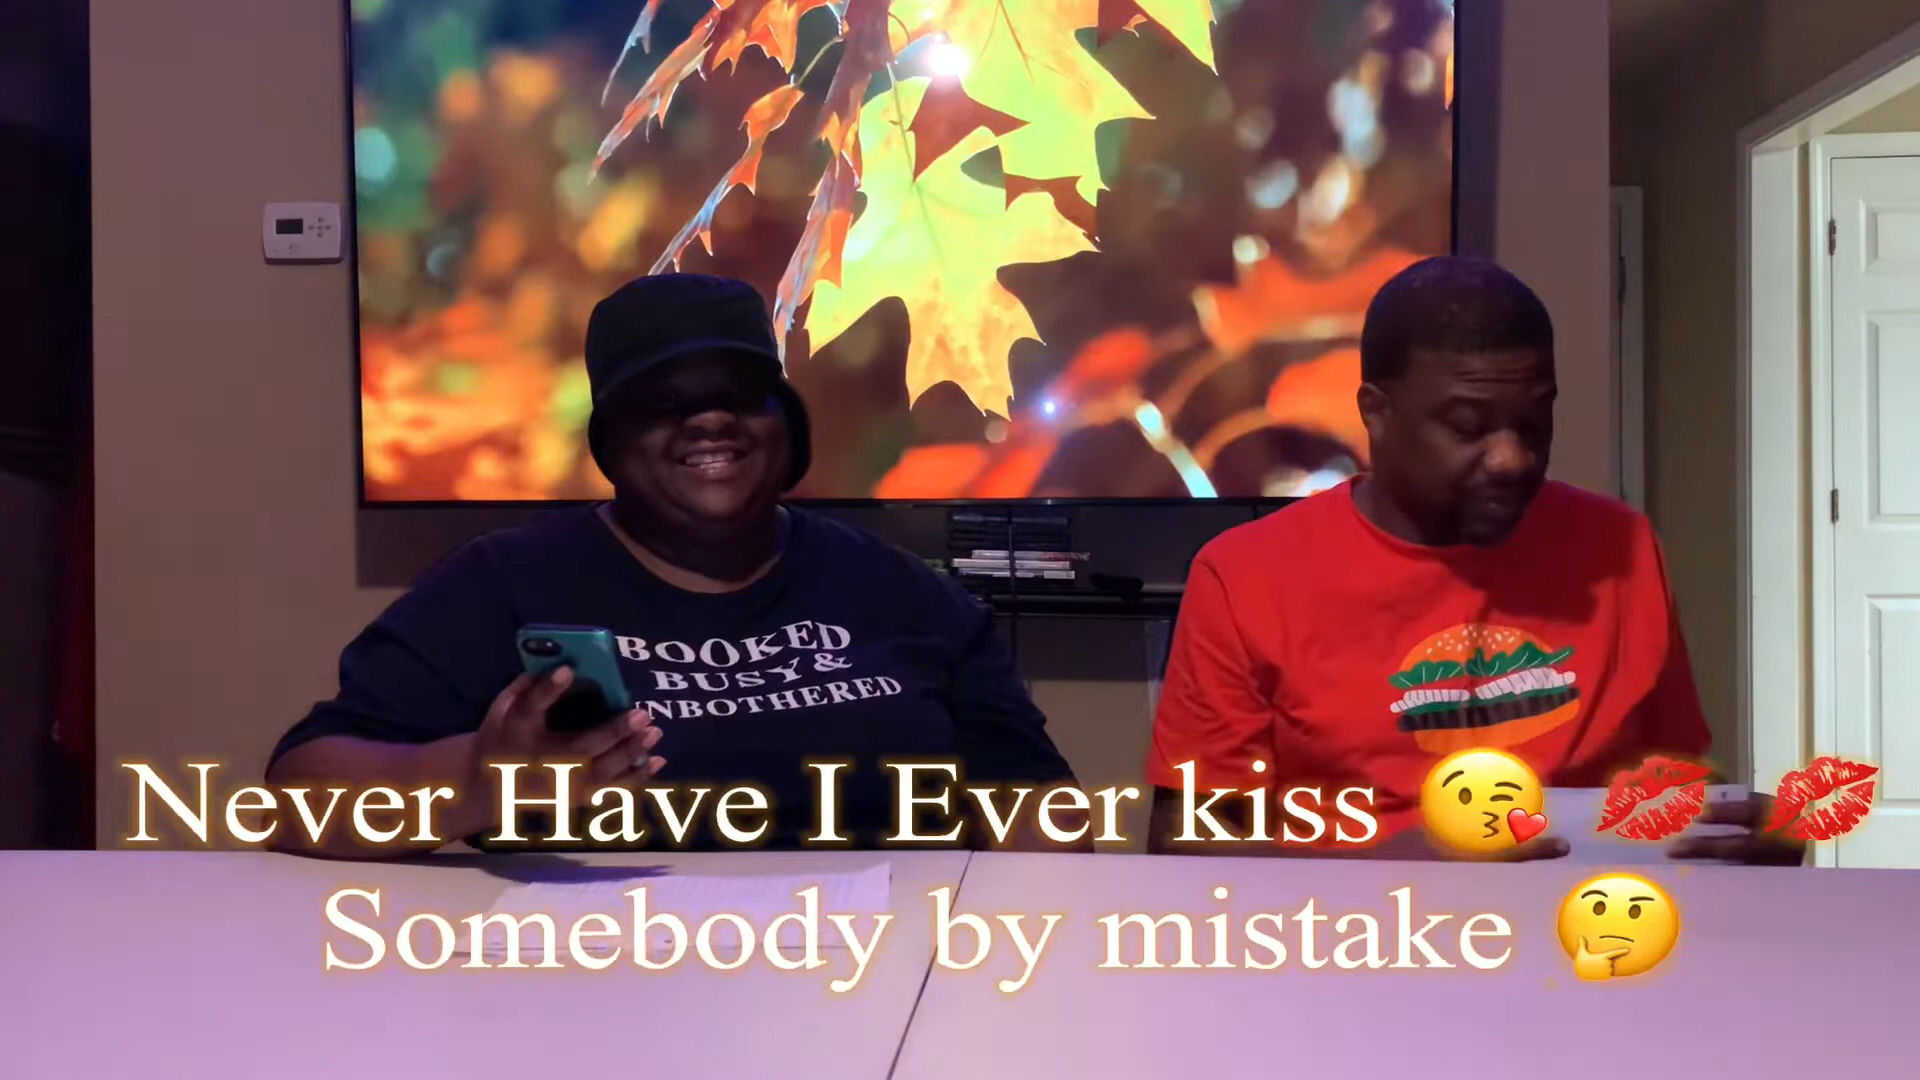 BOOKED
BUSY &
UNBOTHERED
Never Have I Ever kiss 😘 💋 💋
Somebody by mistake 🤔